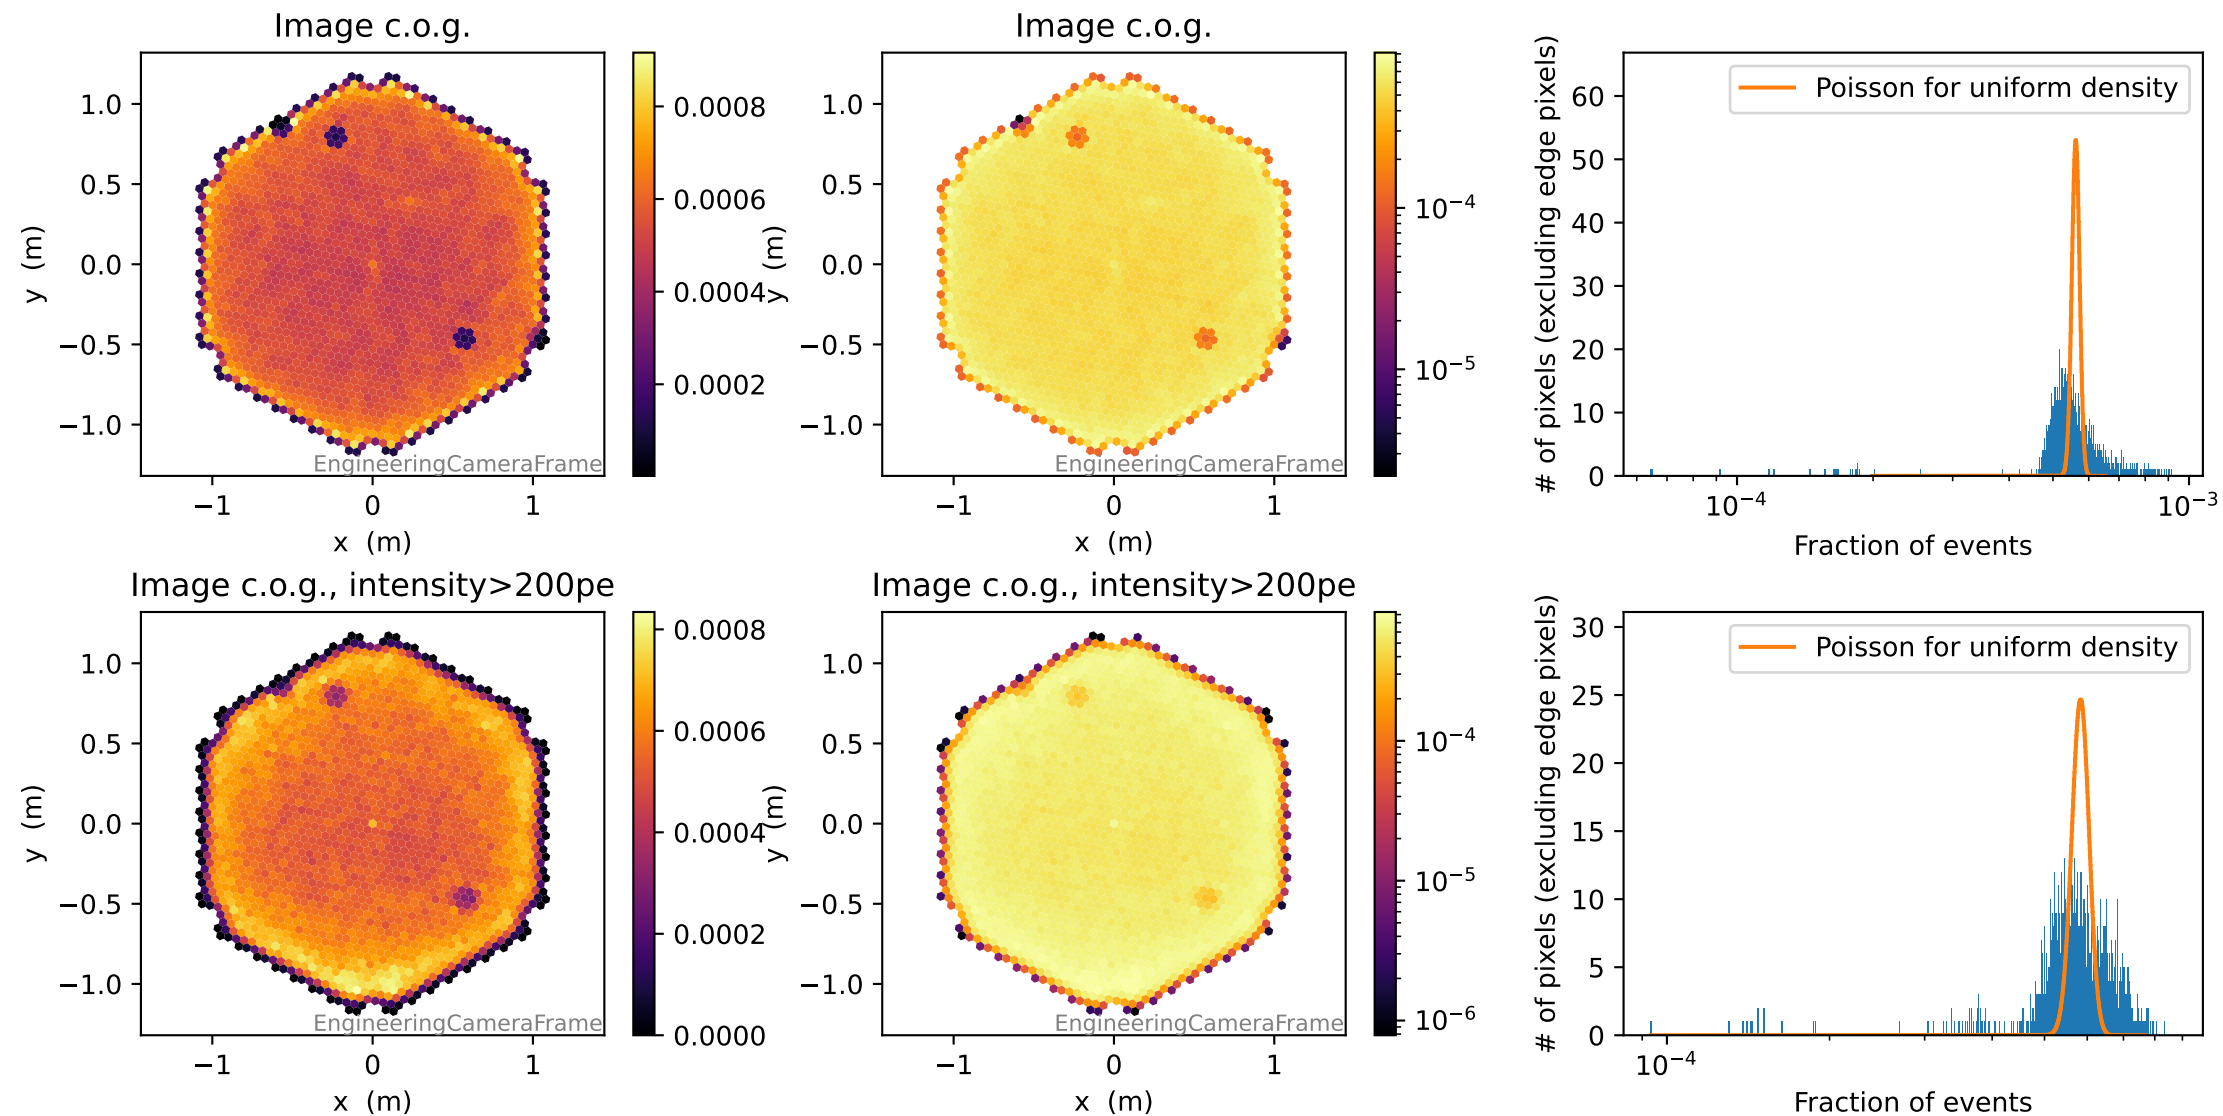 Image c.o.g.
1.0
0.5
0.0
−0.5
−1.0
y (m)
−1
0
1
x (m)
EngineeringCameraFrame
0.0008
0.0006
0.0004
0.0002
Image c.o.g.
1.0
0.5
0.0
−0.5
−1.0
y (m)
−1
0
1
x (m)
EngineeringCameraFrame
10⁻⁴
10⁻⁵
# of pixels (excluding edge pixels)
60
50
40
30
20
10
0
Poisson for uniform density
10⁻⁴
10⁻³
Fraction of events
Image c.o.g., intensity>200pe
1.0
0.5
0.0
−0.5
−1.0
y (m)
−1
0
1
x (m)
EngineeringCameraFrame
0.0008
0.0006
0.0004
0.0002
0.0000
Image c.o.g., intensity>200pe
1.0
0.5
0.0
−0.5
−1.0
y (m)
−1
0
1
x (m)
EngineeringCameraFrame
10⁻⁴
10⁻⁵
10⁻⁶
# of pixels (excluding edge pixels)
30
25
20
15
10
5
0
Poisson for uniform density
10⁻⁴
Fraction of events